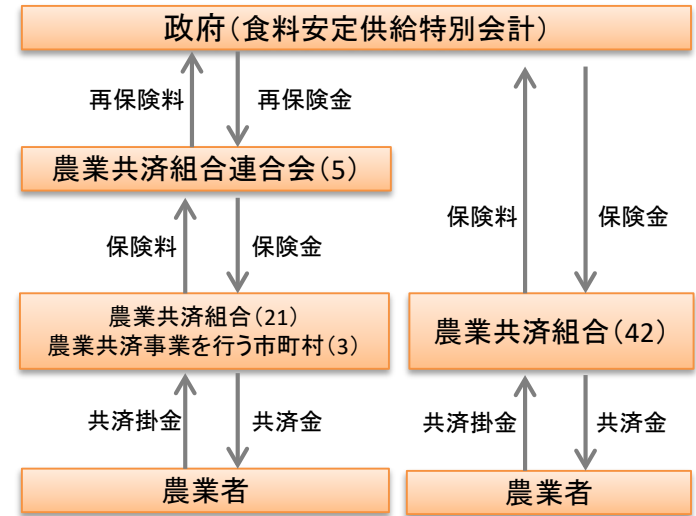 政府(食料安定供給特別会計)
再保険料
再保険金
農業共済組合連合会(5)
保険料
保険金
保険料
保険金
農業共済組合(21)
農業共済事業を行う市町村(3)
農業共済組合(42)
共済掛金
共済金
共済掛金
共済金
農業者
農業者